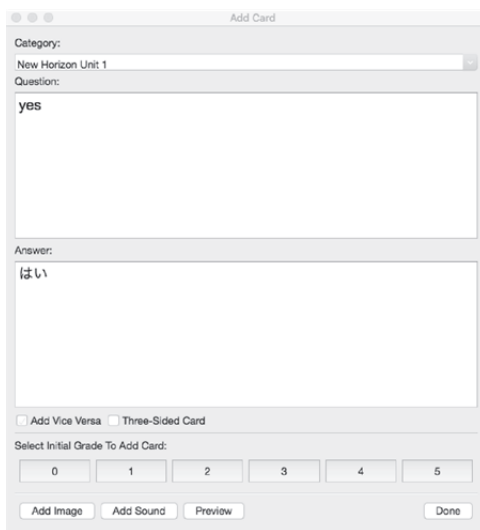 Add Card
Category:
New Horizon Unit 1
Question:
yes
Answer:
はい
Add Vice Versa Three-Sided Card
Select Initial Grade To Add Card:
0 1 2 3 4 5
Add Image Add Sound Preview Done